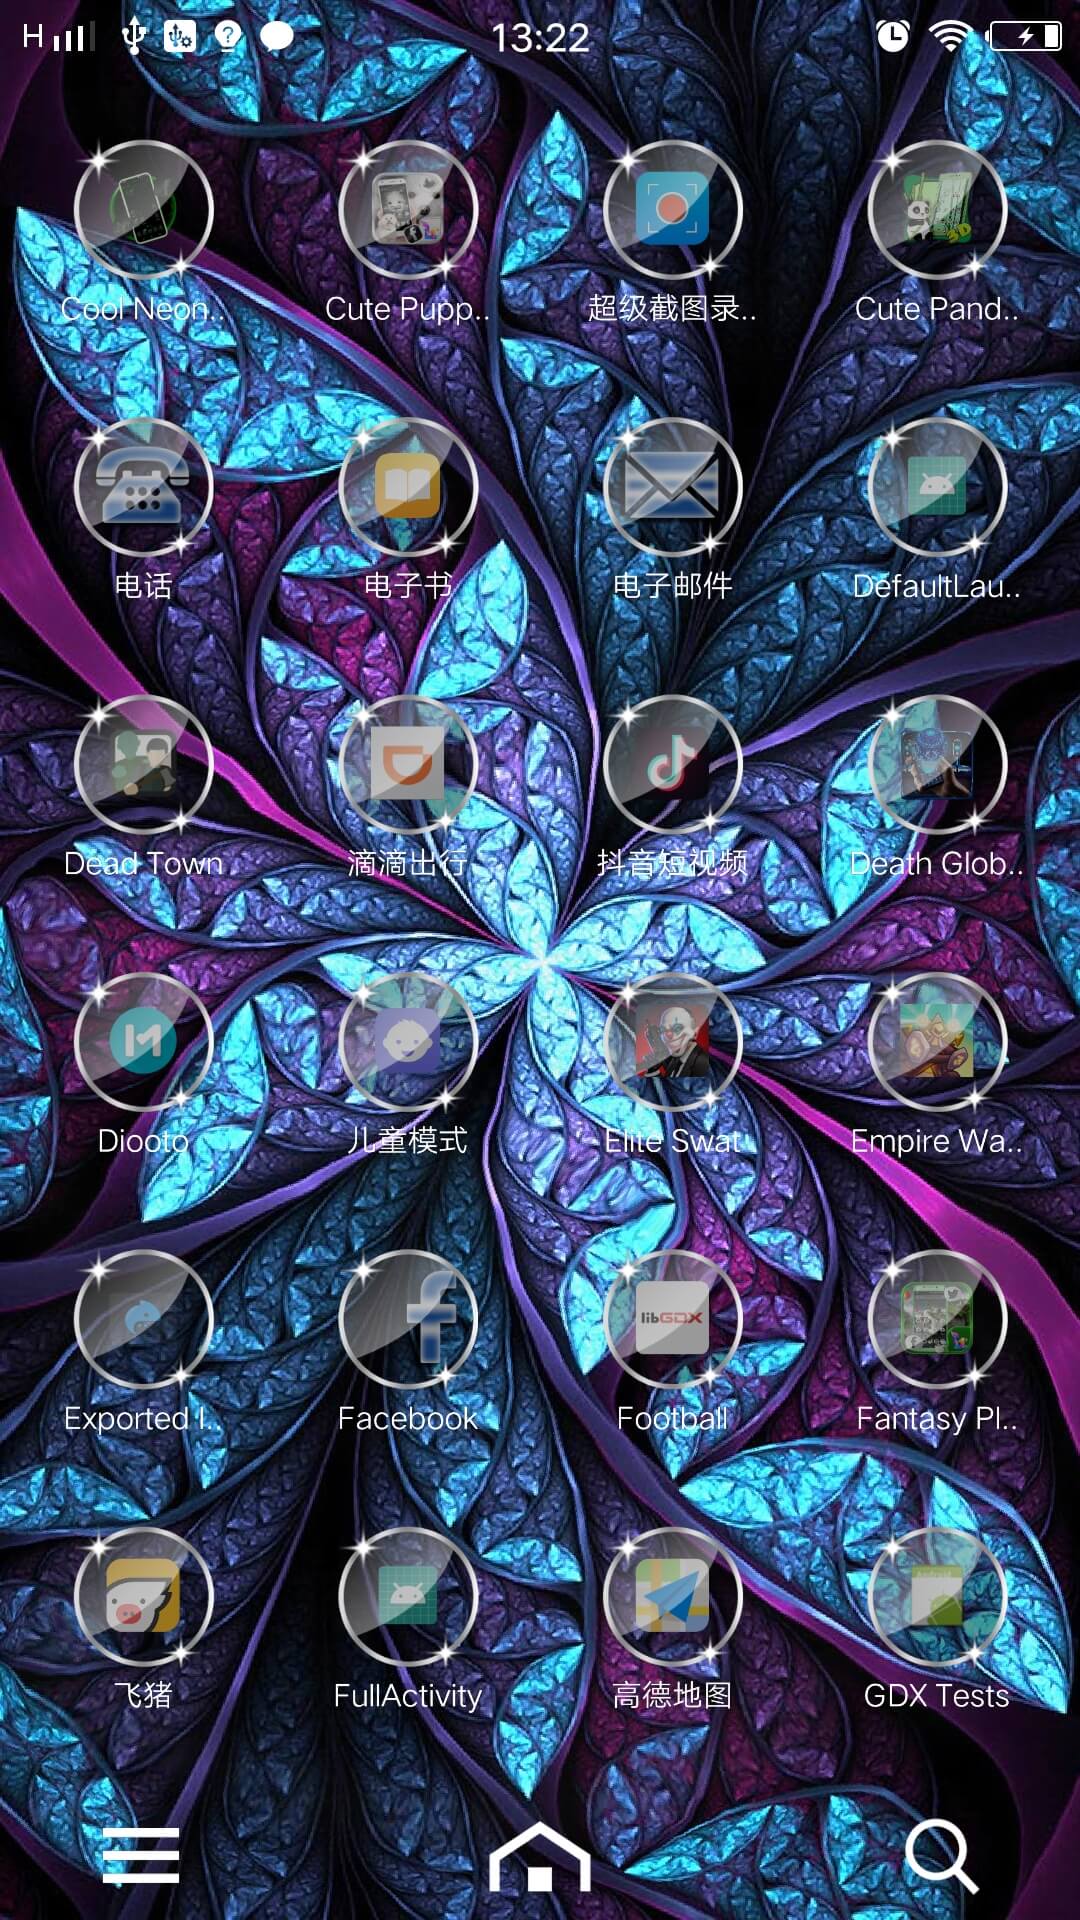 H 13:22
Cool Neon.. Cute Pupp.. 超级截图录.. Cute Pand..
电话 电子书 电子邮件 DefaultLau..
Dead Town 滴滴出行 抖音短视频 Death Glob..
Diooto 儿童模式 Elite Swat Empire Wa..
libGDX
Exported I.. Facebook Football Fantasy Pl..
Android
飞猪 FullActivity 高德地图 GDX Tests